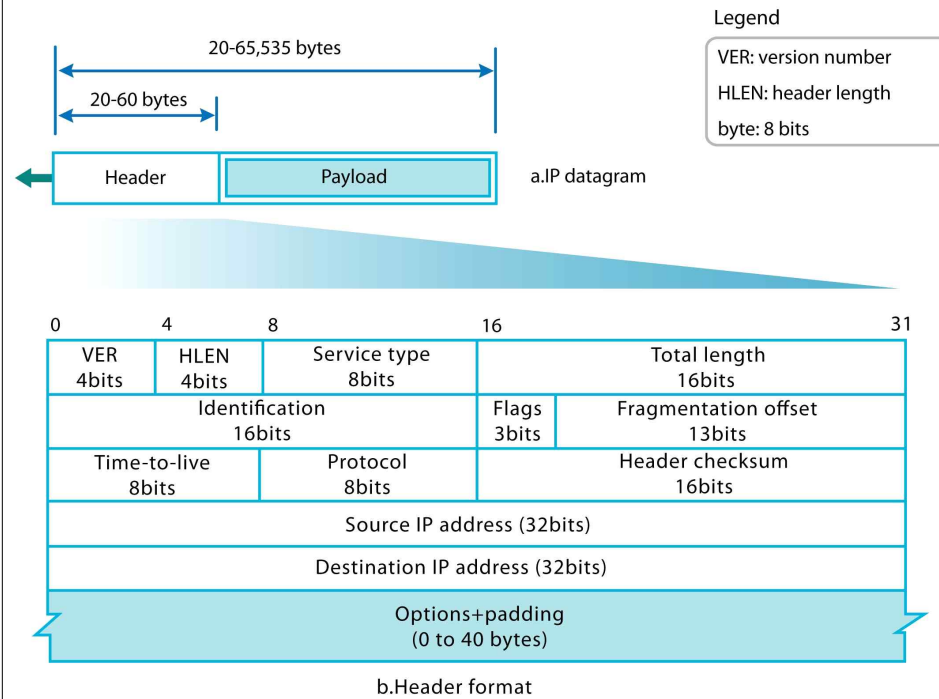 Legend
VER: version number
HLEN: header length
byte: 8 bits
20-65,535 bytes
20-60 bytes
Header
Payload
a.IP datagram
0 4 8 16 31
VER HLEN Service type Total length
4bits 4bits 8bits 16bits
Identification Flags Fragmentation offset
16bits 3bits 13bits
Time-to-live Protocol Header checksum
8bits 8bits 16bits
Source IP address (32bits)
Destination IP address (32bits)
Options+padding
(0 to 40 bytes)
b.Header format